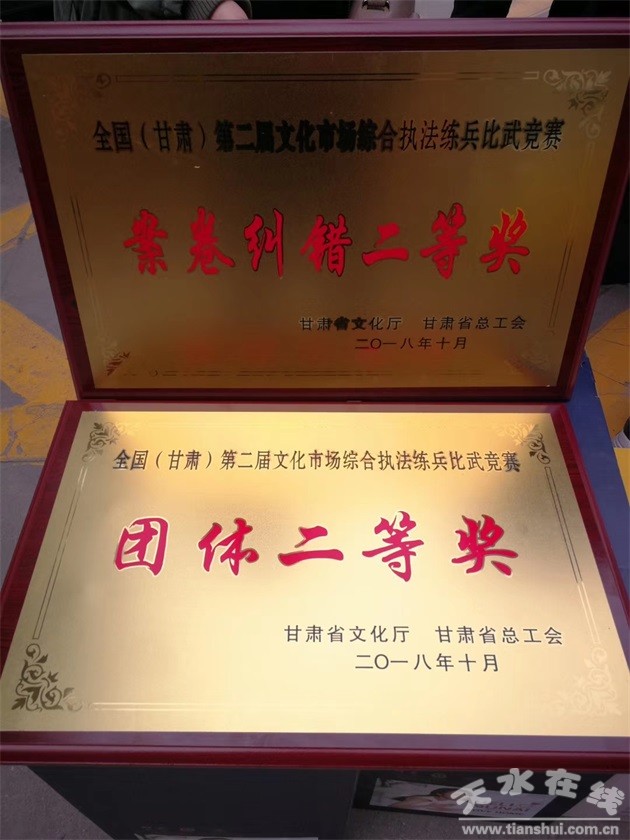 全国（甘肃）第二届文化市场综合执法练兵比武竞赛
案卷纠错二等奖
甘肃省文化厅　甘肃省总工会
二〇一八年十月
全国（甘肃）第二届文化市场综合执法练兵比武竞赛
团体二等奖
甘肃省文化厅　甘肃省总工会
二〇一八年十月
天水在线
www.tianshui.com.cn